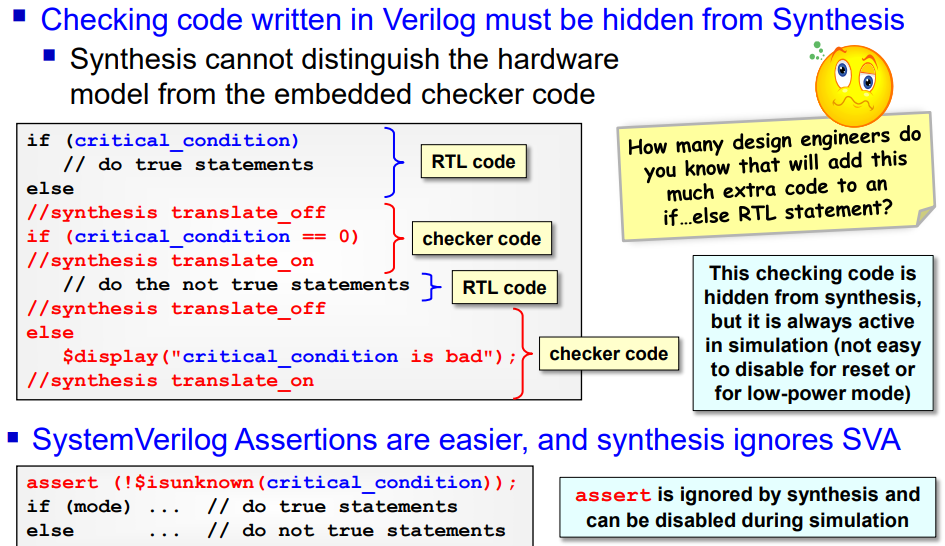 Checking code written in Verilog must be hidden from Synthesis
Synthesis cannot distinguish the hardware
model from the embedded checker code
if (critical_condition)
// do true statements
else
RTL code
//synthesis translate_off
if (critical_condition == 0)
//synthesis translate_on
checker code
// do the not true statements
RTL code
//synthesis translate_off
else
$display("critical_condition is bad");
//synthesis translate_on
checker code
How many design engineers do
you know that will add this
much extra code to an
if...else RTL statement?
This checking code is
hidden from synthesis,
but it is always active
in simulation (not easy
to disable for reset or
for low-power mode)
SystemVerilog Assertions are easier, and synthesis ignores SVA
assert (!$isunknown(critical_condition));
if (mode) ... // do true statements
else ... // do not true statements
assert is ignored by synthesis and
can be disabled during simulation